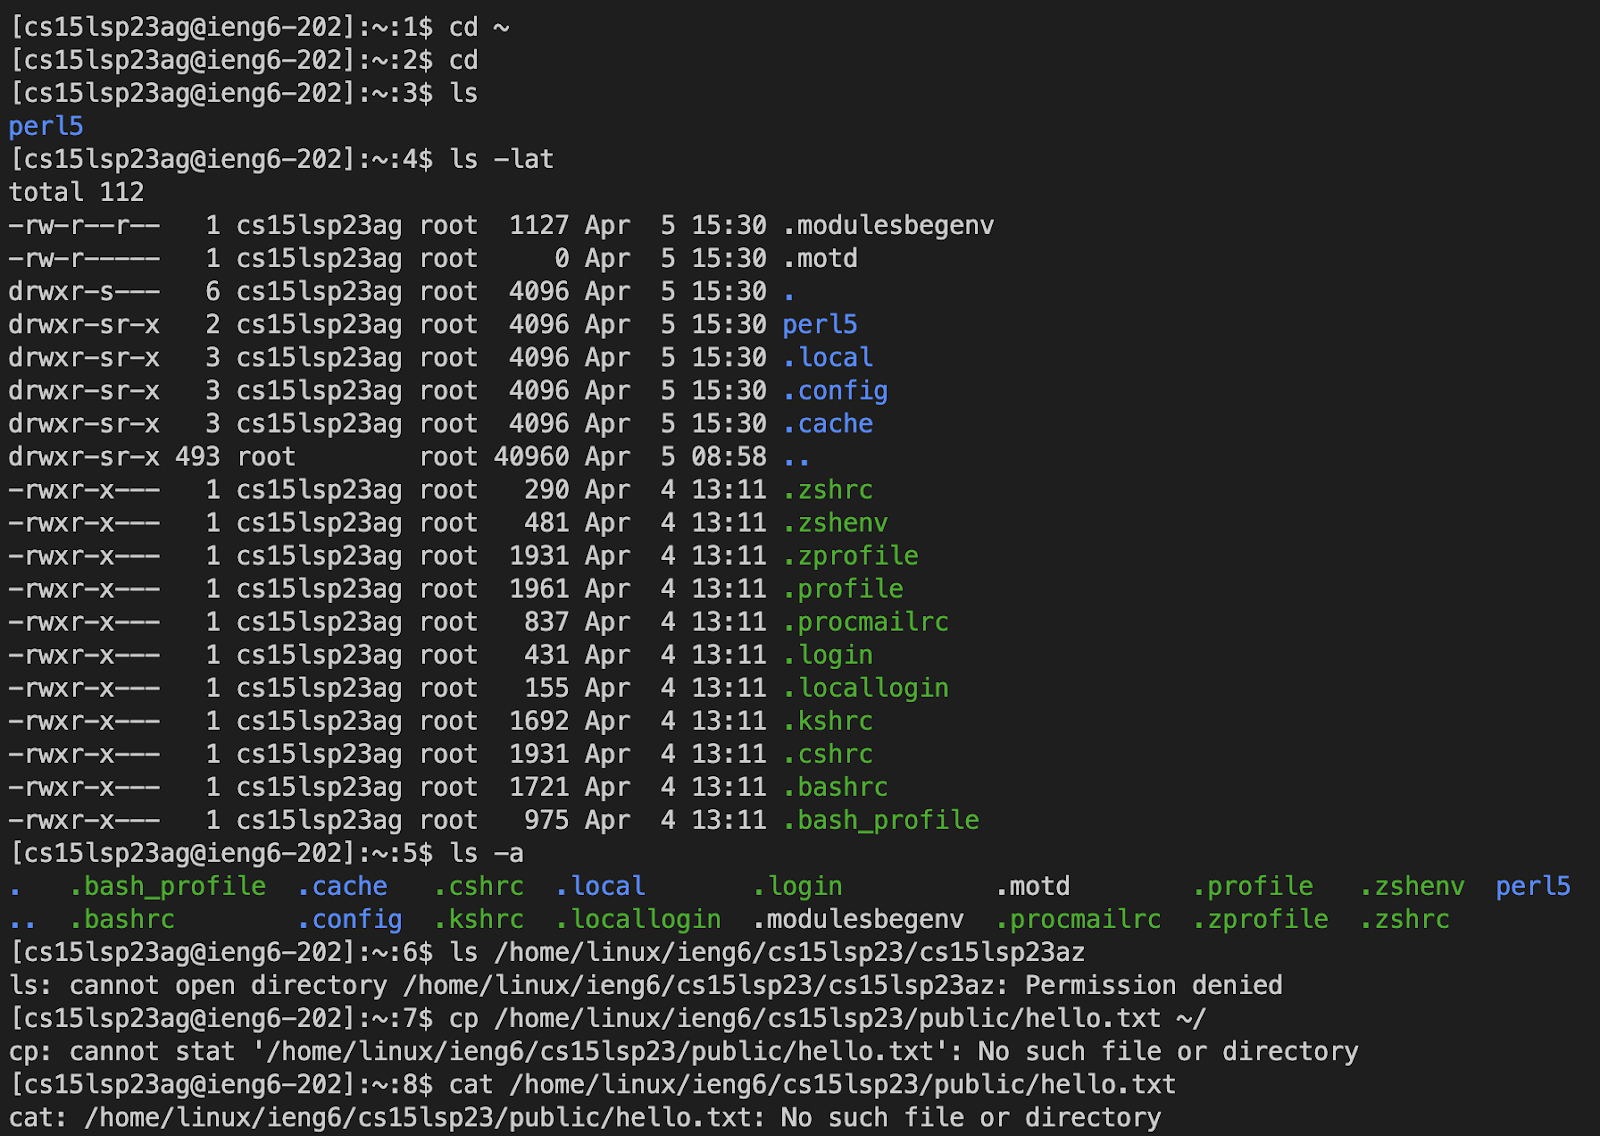 [cs15lsp23ag@ieng6-202]:~:1$ cd ~
[cs15lsp23ag@ieng6-202]:~:2$ cd
[cs15lsp23ag@ieng6-202]:~:3$ ls
perl5
[cs15lsp23ag@ieng6-202]:~:4$ ls -lat
total 112
-rw-r--r--   1 cs15lsp23ag root  1127 Apr  5 15:30 .modulesbegenv
-rw-r-----   1 cs15lsp23ag root     0 Apr  5 15:30 .motd
drwxr-s---   6 cs15lsp23ag root  4096 Apr  5 15:30 .
drwxr-sr-x   2 cs15lsp23ag root  4096 Apr  5 15:30 perl5
drwxr-sr-x   3 cs15lsp23ag root  4096 Apr  5 15:30 .local
drwxr-sr-x   3 cs15lsp23ag root  4096 Apr  5 15:30 .config
drwxr-sr-x   3 cs15lsp23ag root  4096 Apr  5 15:30 .cache
drwxr-sr-x 493 root        root 40960 Apr  5 08:58 ..
-rwxr-x---   1 cs15lsp23ag root   290 Apr  4 13:11 .zshrc
-rwxr-x---   1 cs15lsp23ag root   481 Apr  4 13:11 .zshenv
-rwxr-x---   1 cs15lsp23ag root  1931 Apr  4 13:11 .zprofile
-rwxr-x---   1 cs15lsp23ag root  1961 Apr  4 13:11 .profile
-rwxr-x---   1 cs15lsp23ag root   837 Apr  4 13:11 .procmailrc
-rwxr-x---   1 cs15lsp23ag root   431 Apr  4 13:11 .login
-rwxr-x---   1 cs15lsp23ag root   155 Apr  4 13:11 .locallogin
-rwxr-x---   1 cs15lsp23ag root  1692 Apr  4 13:11 .kshrc
-rwxr-x---   1 cs15lsp23ag root  1931 Apr  4 13:11 .cshrc
-rwxr-x---   1 cs15lsp23ag root  1721 Apr  4 13:11 .bashrc
-rwxr-x---   1 cs15lsp23ag root   975 Apr  4 13:11 .bash_profile
[cs15lsp23ag@ieng6-202]:~:5$ ls -a
.   .bash_profile  .cache   .cshrc  .local       .login          .motd        .profile   .zshenv  perl5
..  .bashrc        .config  .kshrc  .locallogin  .modulesbegenv  .procmailrc  .zprofile  .zshrc
[cs15lsp23ag@ieng6-202]:~:6$ ls /home/linux/ieng6/cs15lsp23/cs15lsp23az
ls: cannot open directory /home/linux/ieng6/cs15lsp23/cs15lsp23az: Permission denied
[cs15lsp23ag@ieng6-202]:~:7$ cp /home/linux/ieng6/cs15lsp23/public/hello.txt ~/
cp: cannot stat '/home/linux/ieng6/cs15lsp23/public/hello.txt': No such file or directory
[cs15lsp23ag@ieng6-202]:~:8$ cat /home/linux/ieng6/cs15lsp23/public/hello.txt
cat: /home/linux/ieng6/cs15lsp23/public/hello.txt: No such file or directory